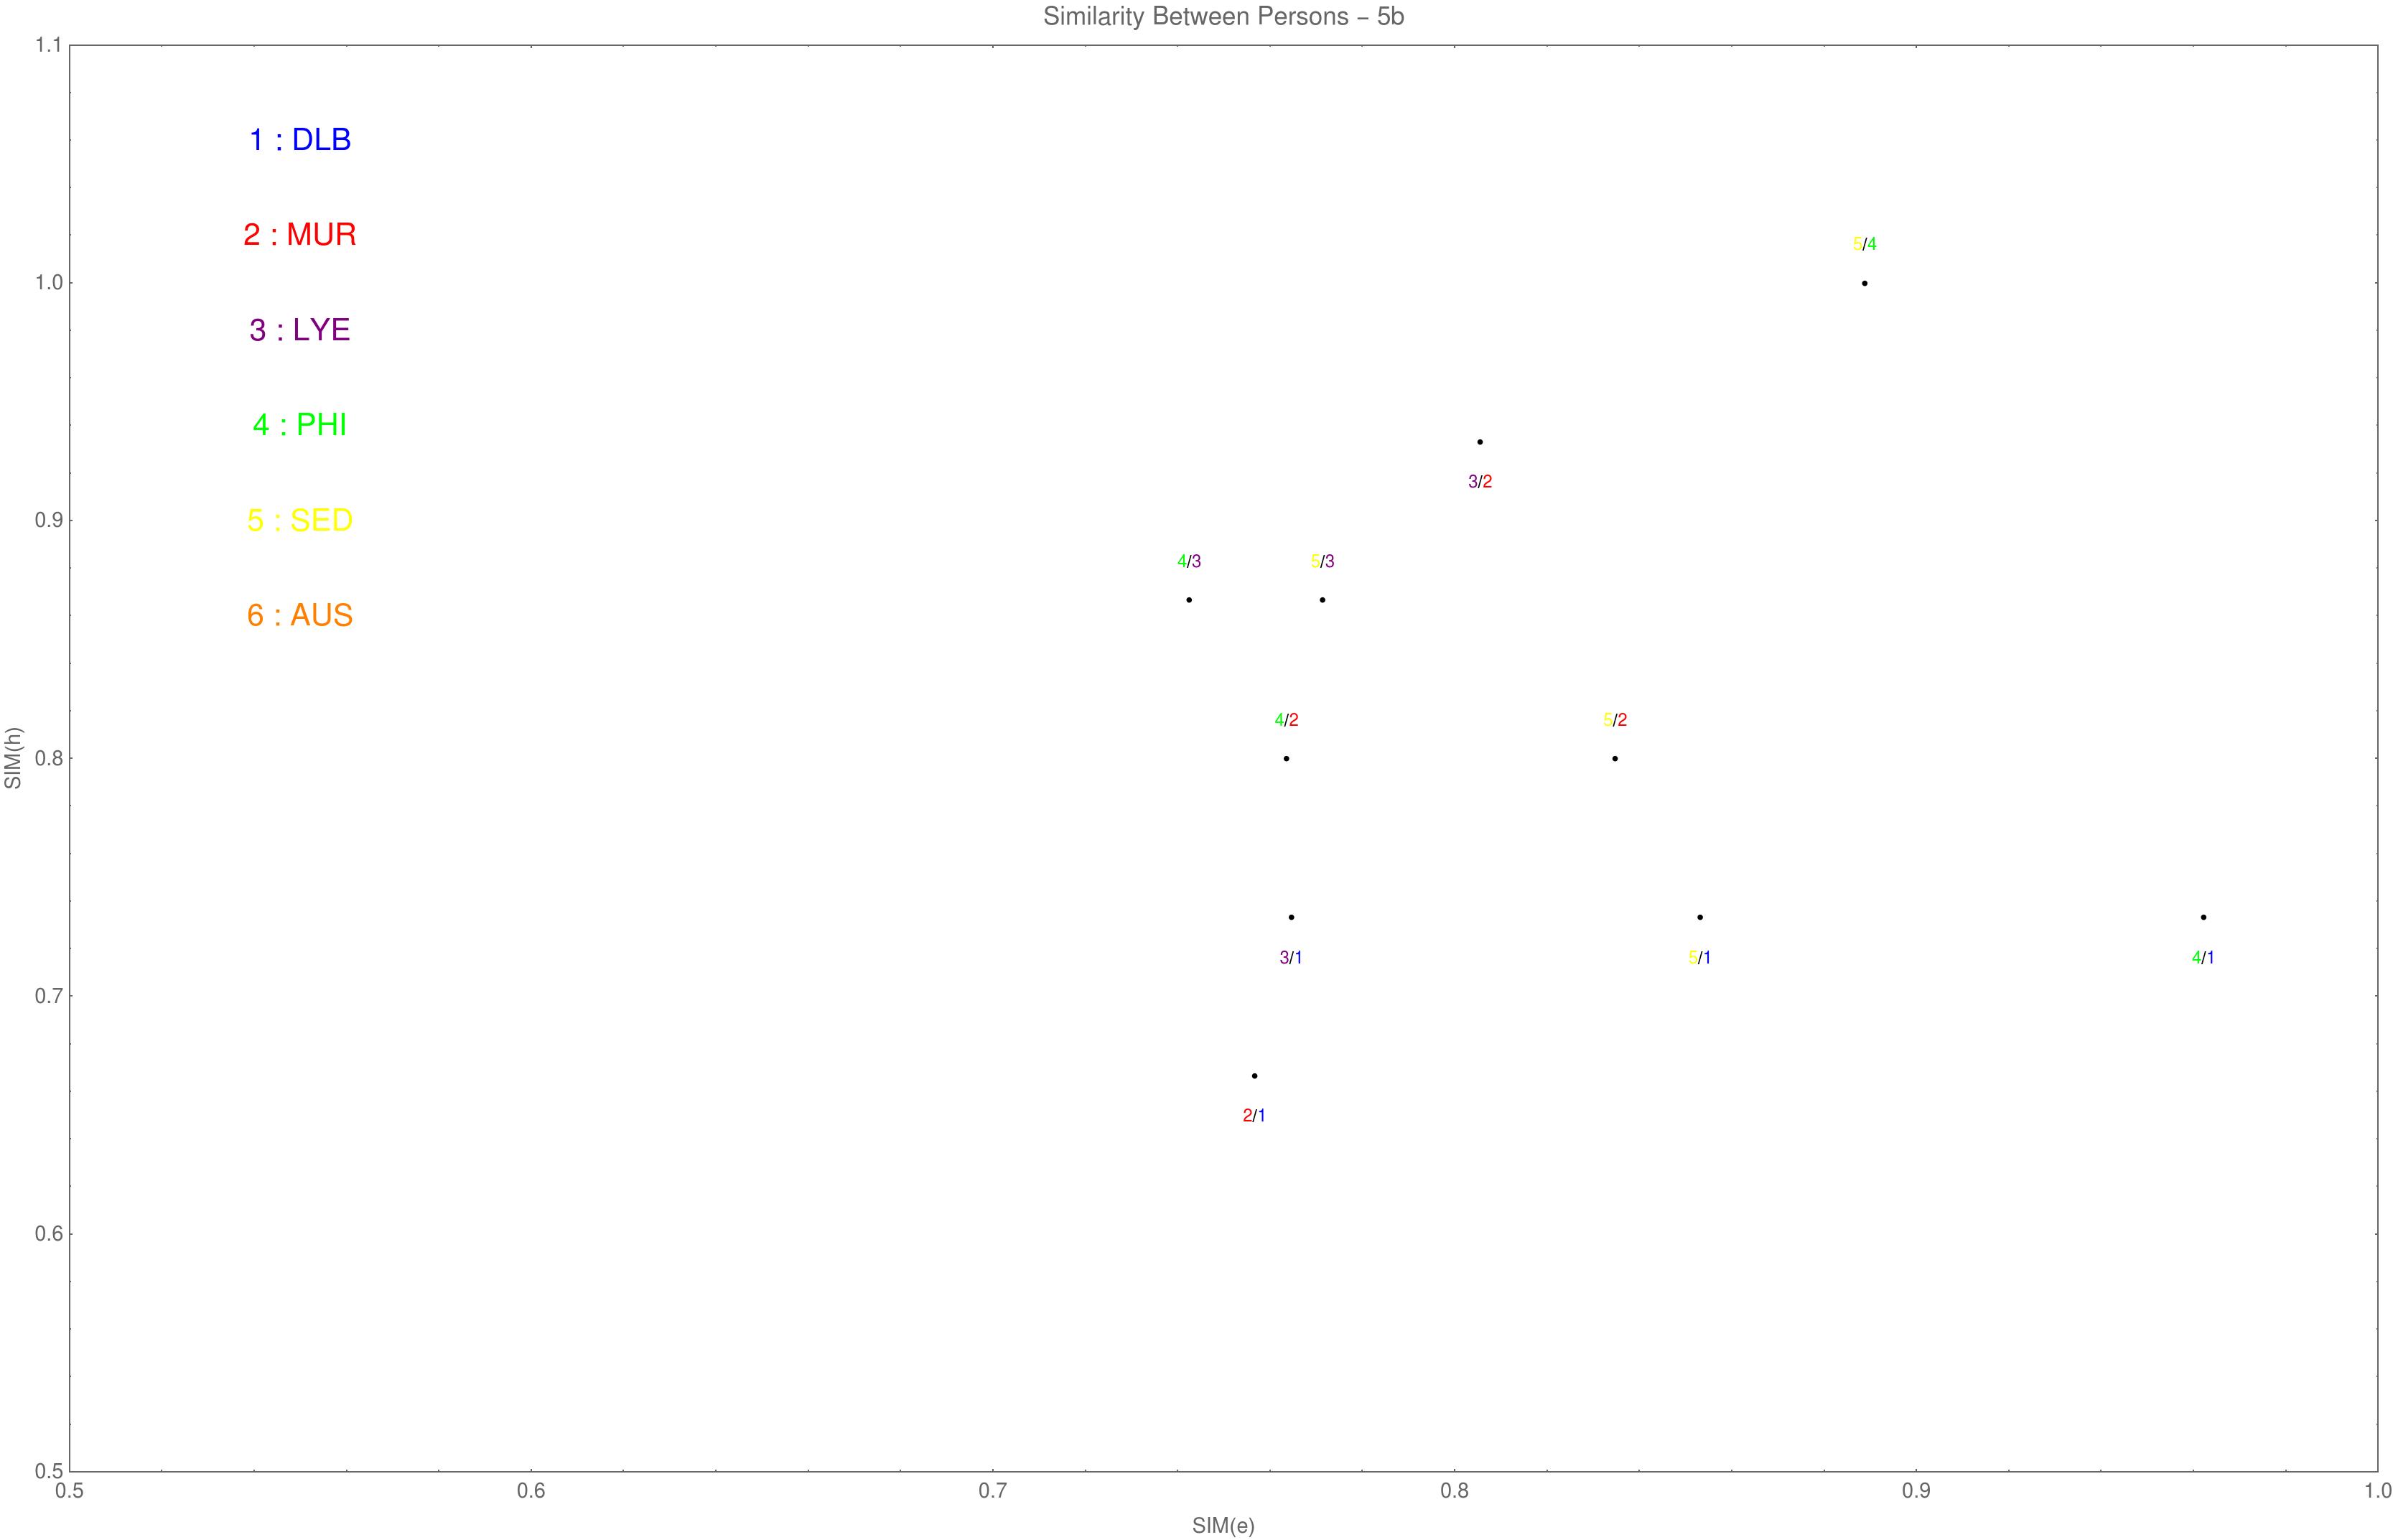 Similarity Between Persons – 5b
1.1
1 : DLB
2 : MUR
5/4
1.0
3 : LYE
4 : PHI
3/2
0.9
5 : SED
4/3 5/3
6 : AUS
4/2 5/2
SIM(h)
0.8
3/1 5/1 4/1
0.7
2/1
0.6
0.5
0.5 0.6 0.7 0.8 0.9 1.0
SIM(e)